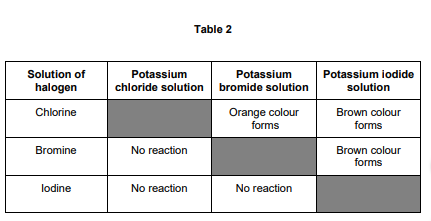 Table 2
Solution of halogen
Potassium chloride solution
Potassium bromide solution
Potassium iodide solution
Chlorine
Orange colour forms
Brown colour forms
Bromine
No reaction
Brown colour forms
Iodine
No reaction
No reaction